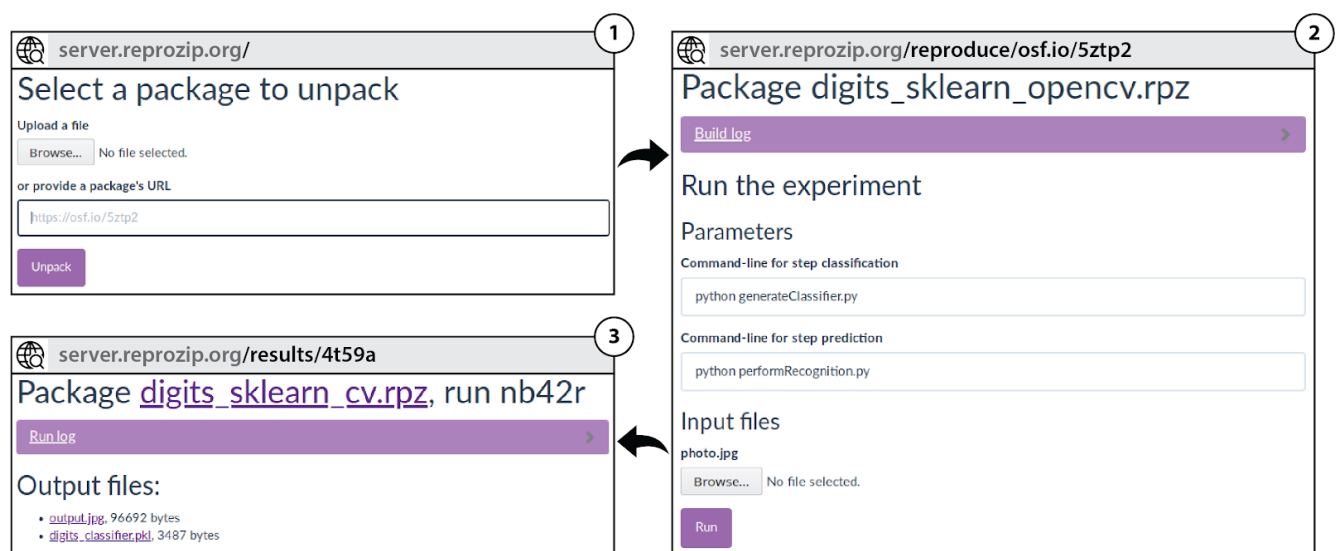 1
server.reprozip.org/
Select a package to unpack
Upload a file
Browse... No file selected.
or provide a package's URL
https://osf.io/5ztp2
Unpack
2
server.reprozip.org/reproduce/osf.io/5ztp2
Package digits_sklearn_opencv.rpz
Build log
Run the experiment
Parameters
Command-line for step classification
python generateClassifier.py
Command-line for step prediction
python performRecognition.py
Input files
photo.jpg
Browse... No file selected.
Run
3
server.reprozip.org/results/4t59a
Package digits_sklearn_cv.rpz, run nb42r
Run log
Output files:
• output.jpg, 96692 bytes
• digits_classifier.pkl, 3487 bytes